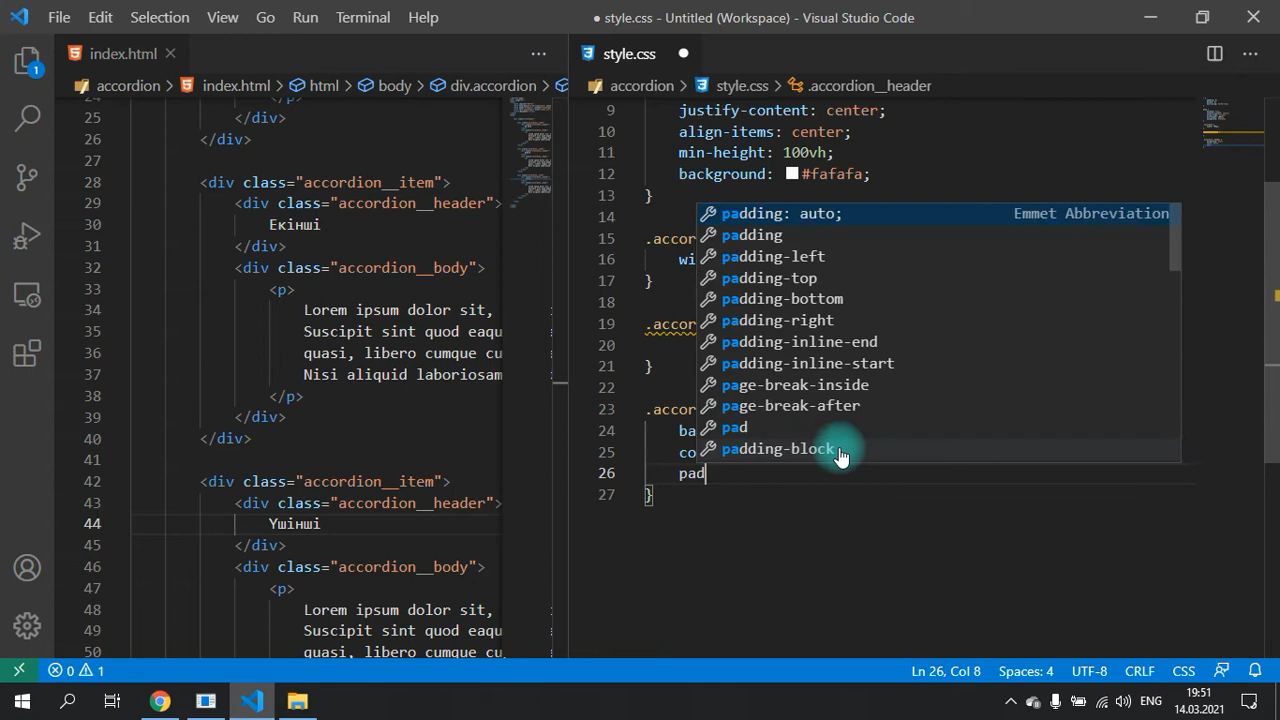 File Edit Selection View Go Run Terminal Help
● style.css - Untitled (Workspace) - Visual Studio Code
index.html
accordion > index.html > html > body > div.accordion >
25 </div>
26 </div>
27
28 <div class="accordion__item">
29 <div class="accordion__header">
30 Екінші
31 </div>
32 <div class="accordion__body">
33 <p>
34 Lorem ipsum dolor sit,
35 Suscipit sint quod eaqu
36 quasi, libero cumque cu
37 Nisi aliquid laboriosam
38 </p>
39 </div>
40 </div>
41
42 <div class="accordion__item">
43 <div class="accordion__header">
44 Үшінші
45 </div>
46 <div class="accordion__body">
47 <p>
48 Lorem ipsum dolor sit,
49 Suscipit sint quod eaqu
50 quasi, libero cumque cu
style.css ●
accordion > style.css > .accordion__header
9 justify-content: center;
10 align-items: center;
11 min-height: 100vh;
12 background: #fafafa;
13 }
14
15 .accor
16 wi
17 }
18
19 .accor
20
21 }
22
23 .accor
24 ba
25 co
26 pad
27 }
padding: auto; Emmet Abbreviation
padding
padding-left
padding-top
padding-bottom
padding-right
padding-inline-end
padding-inline-start
page-break-inside
page-break-after
pad
padding-block
1
0 1
Ln 26, Col 8 Spaces: 4 UTF-8 CRLF CSS
ENG
19:51
14.03.2021